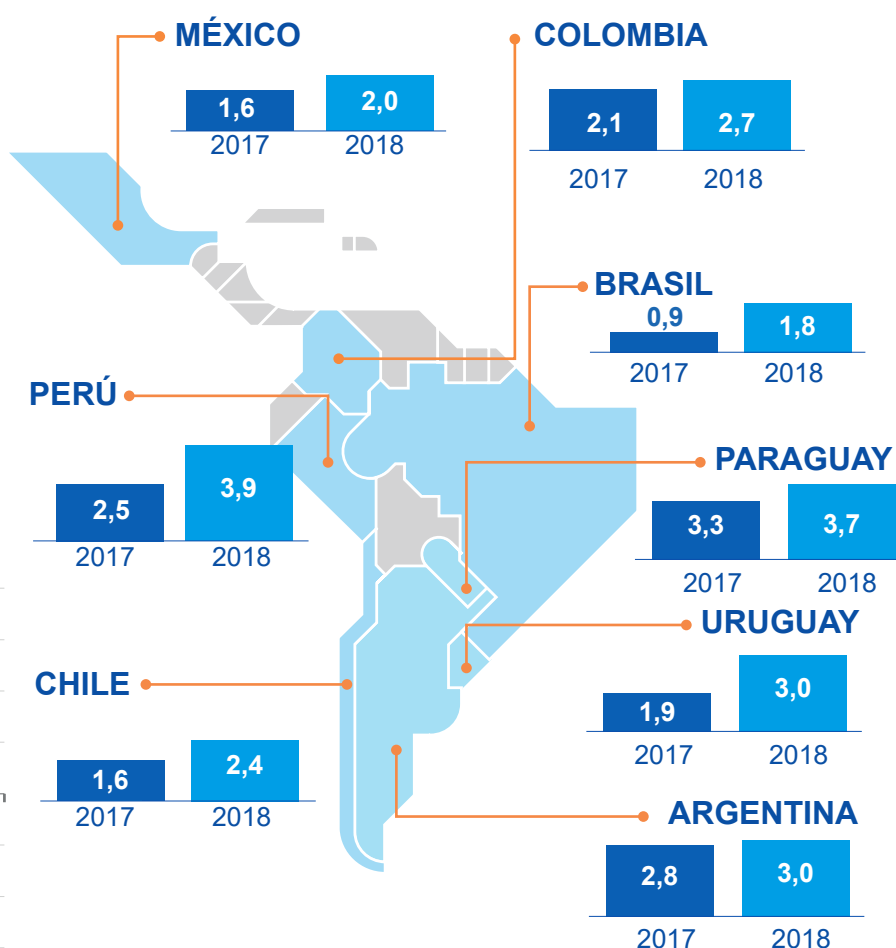 MÉXICO
1,6 2,0
2017 2018
COLOMBIA
2,1 2,7
2017 2018
BRASIL
0,9 1,8
2017 2018
PERÚ
2,5 3,9
2017 2018
PARAGUAY
3,3 3,7
2017 2018
URUGUAY
1,9 3,0
2017 2018
CHILE
1,6 2,4
2017 2018
ARGENTINA
2,8 3,0
2017 2018